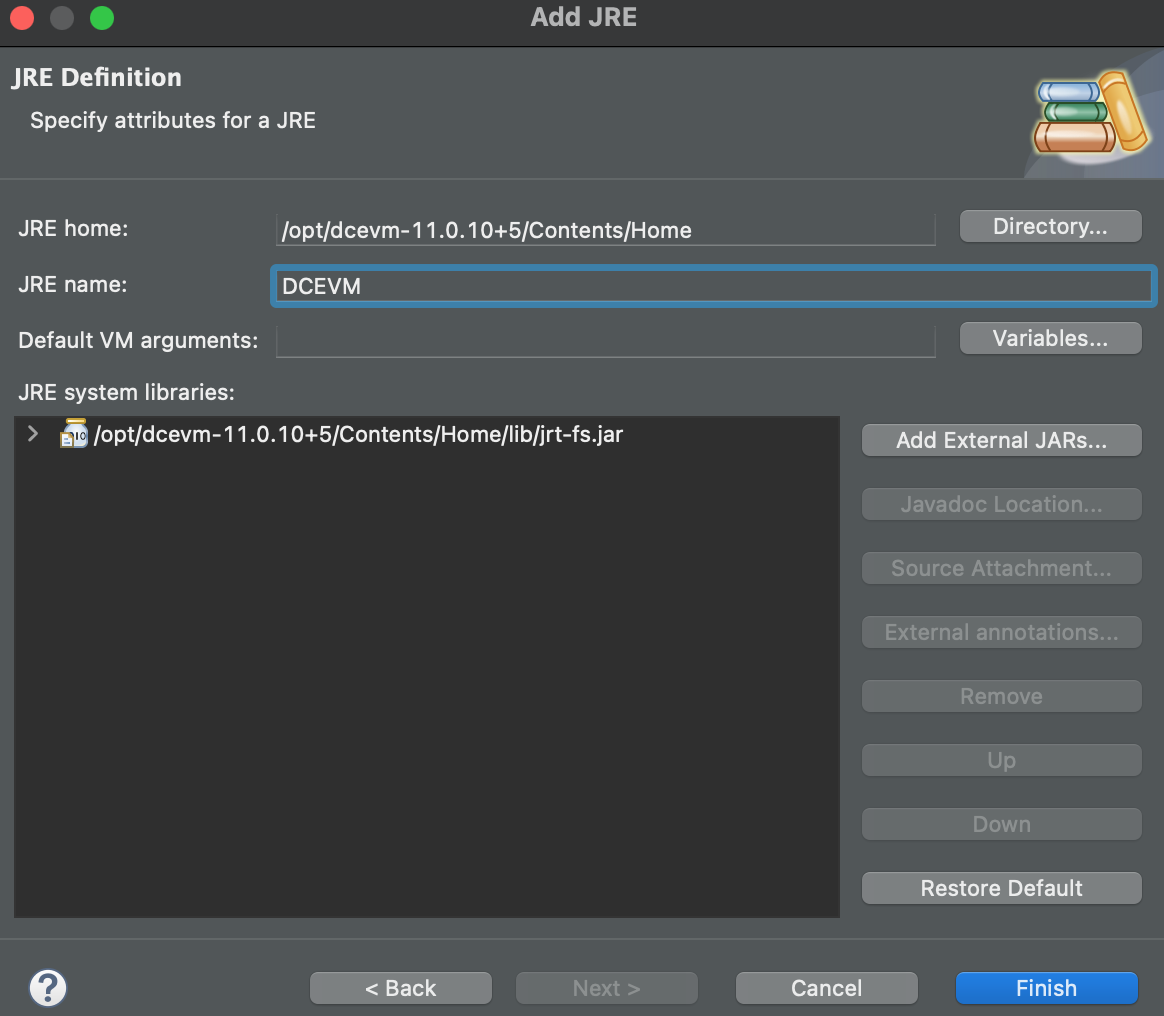 Add JRE
JRE Definition
Specify attributes for a JRE
JRE home:
/opt/dcevm-11.0.10+5/Contents/Home
Directory...
JRE name:
DCEVM
Default VM arguments:
Variables...
JRE system libraries:
/opt/dcevm-11.0.10+5/Contents/Home/lib/jrt-fs.jar
Add External JARs...
Javadoc Location...
Source Attachment...
External annotations...
Remove
Up
Down
Restore Default
?
< Back
Next >
Cancel
Finish